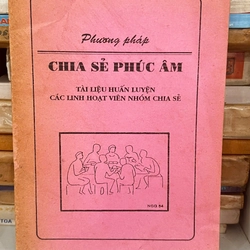 Phương pháp
CHIA SẺ PHÚC ÂM
TÀI LIỆU HUẤN LUYỆN
CÁC LINH HOẠT VIÊN NHÓM CHIA SẺ